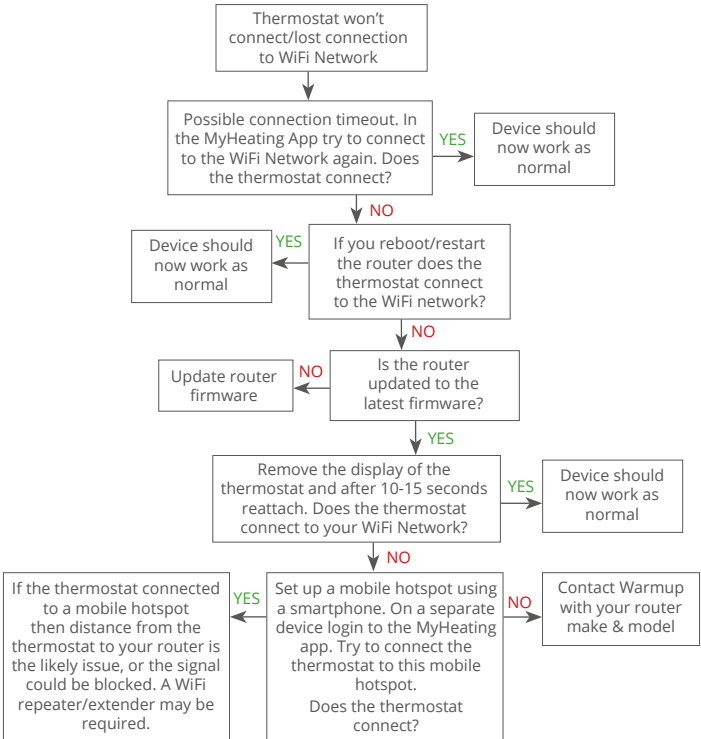 Thermostat won't
connect/lost connection
to WiFi Network
Possible connection timeout. In
the MyHeating App try to connect
to the WiFi Network again. Does
the thermostat connect?
YES
Device should
now work as
normal
NO
If you reboot/restart
the router does the
thermostat connect
to the WiFi network?
YES
Device should
now work as
normal
NO
Is the router
updated to the
latest firmware?
NO
Update router
firmware
YES
Remove the display of the
thermostat and after 10-15 seconds
reattach. Does the thermostat
connect to your WiFi Network?
YES
Device should
now work as
normal
NO
Set up a mobile hotspot using
a smartphone. On a separate
device login to the MyHeating
app. Try to connect the
thermostat to this mobile
hotspot.
Does the thermostat
connect?
YES
If the thermostat connected
to a mobile hotspot
then distance from the
thermostat to your router is
the likely issue, or the signal
could be blocked. A WiFi
repeater/extender may be
required.
NO
Contact Warmup
with your router
make & model